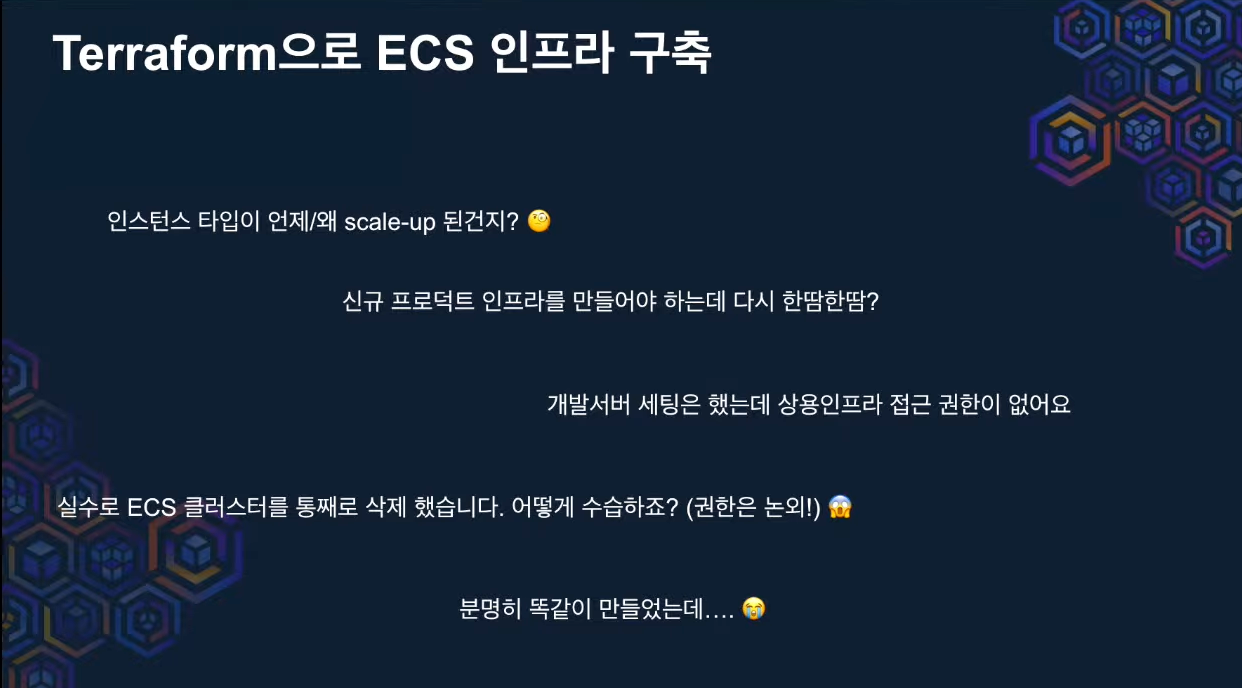 Terraform으로 ECS 인프라 구축
인스턴스 타입이 언제/왜 scale-up 된건지? 🧐
신규 프로덕트 인프라를 만들어야 하는데 다시 한땀한땀?
개발서버 세팅은 했는데 상용인프라 접근 권한이 없어요
실수로 ECS 클러스터를 통째로 삭제 했습니다. 어떻게 수습하죠? (권한은 논외!) 😱
분명히 똑같이 만들었는데.... 😭